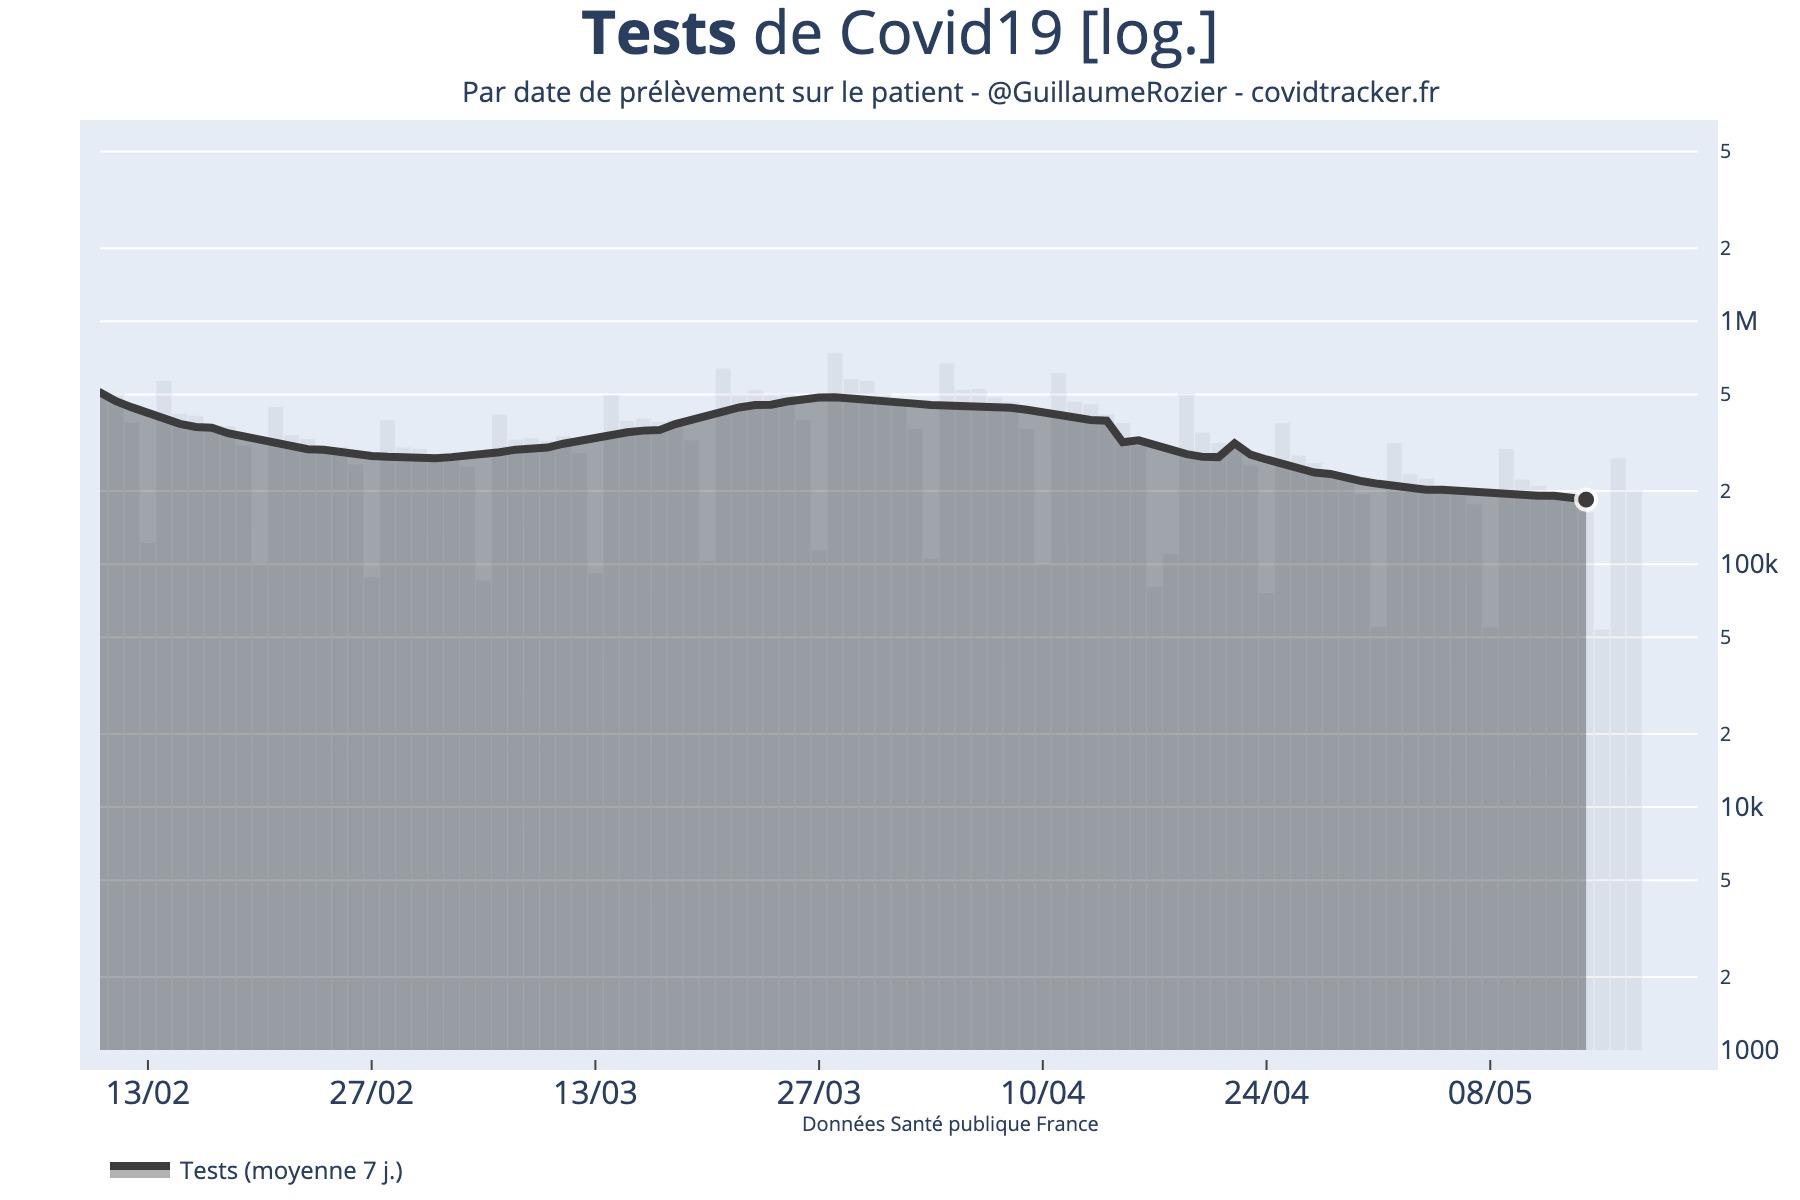 Tests de Covid19 [log.]
Par date de prélèvement sur le patient - @GuillaumeRozier - covidtracker.fr
5
2
1M
5
2
100k
5
2
10k
5
2
1000
13/02 27/02 13/03 27/03 10/04 24/04 08/05
Données Santé publique France
Tests (moyenne 7 j.)